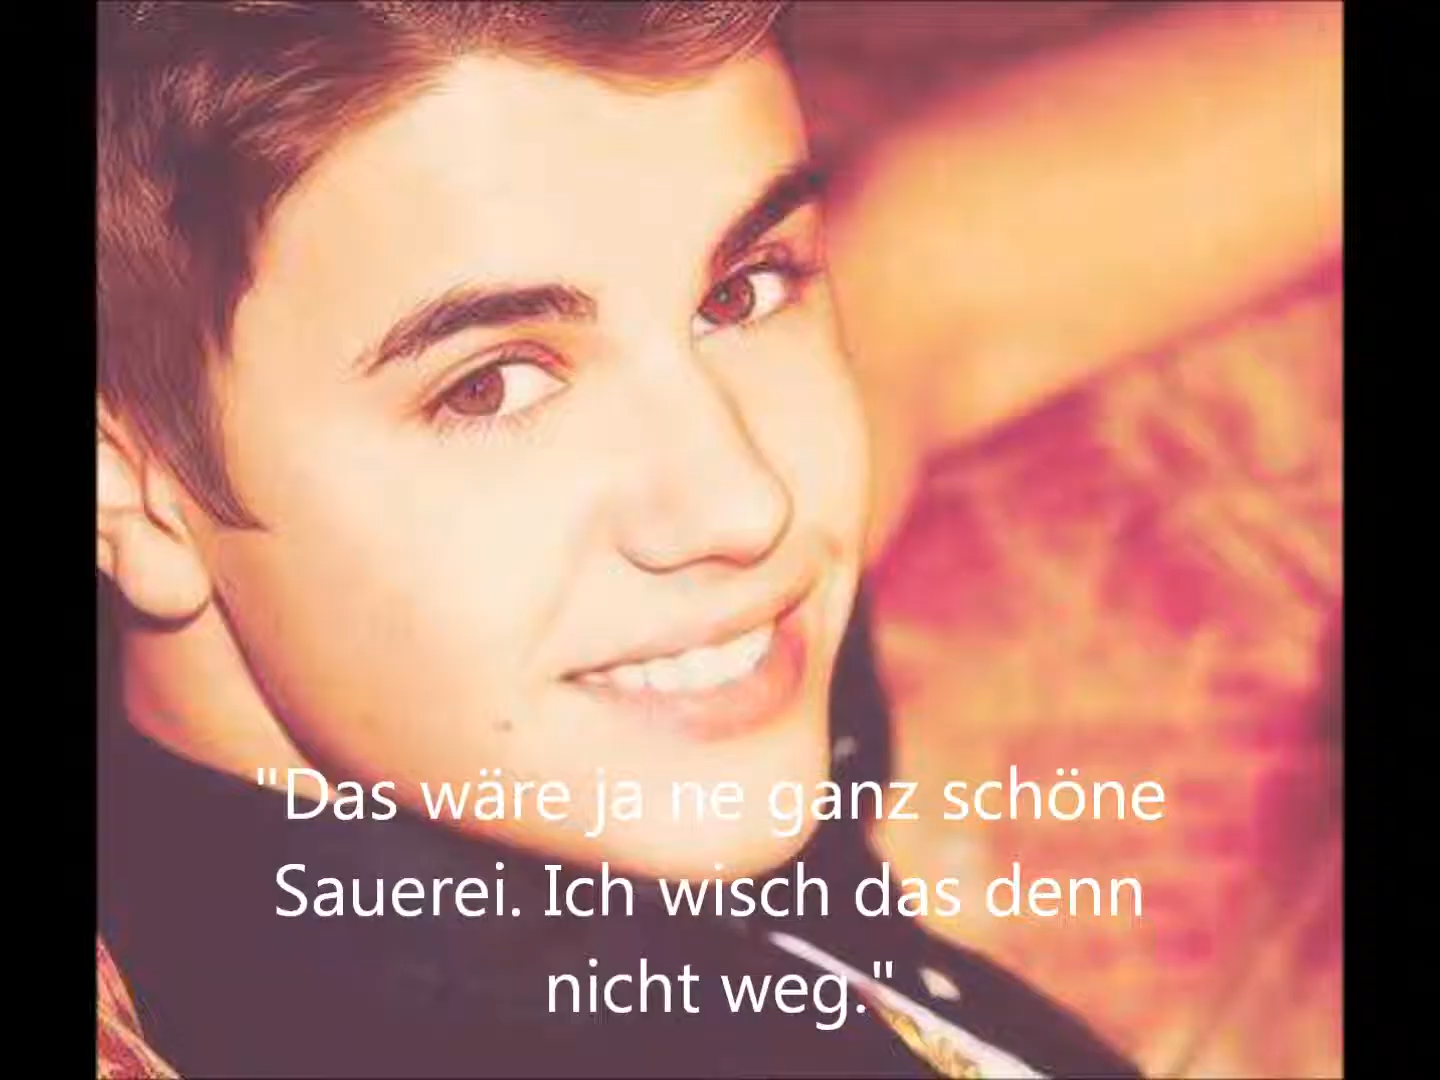 "Das wäre ja ne ganz schöne
Sauerei. Ich wisch das denn
nicht weg."